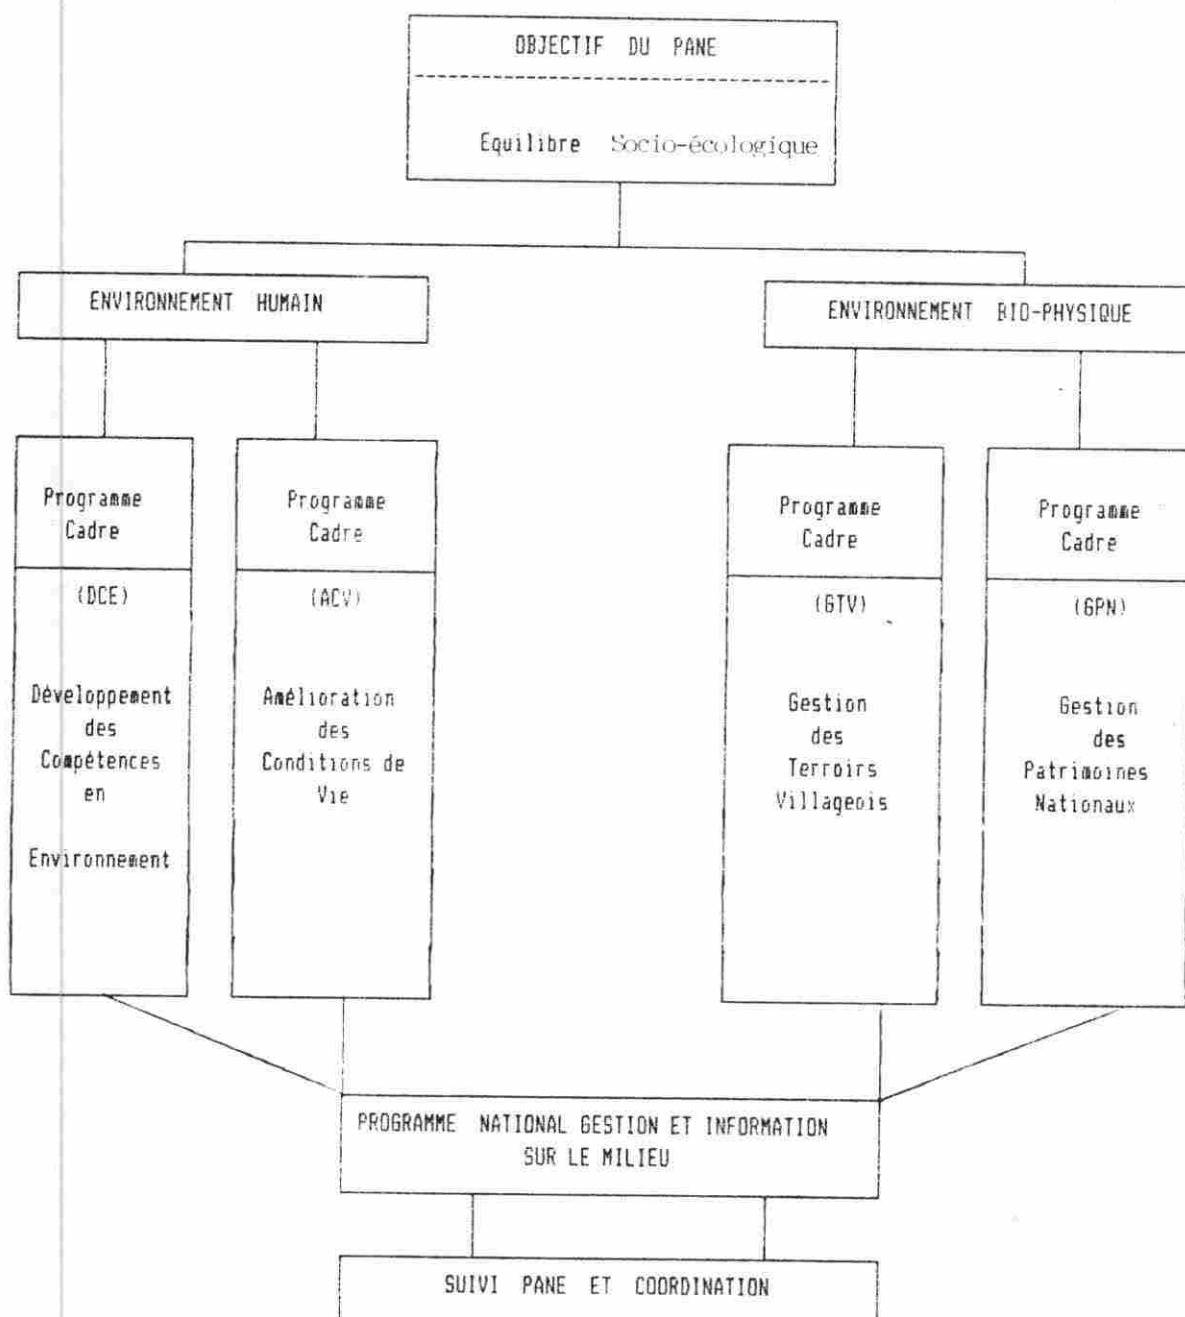 OBJECTIF DU PANE
Equilibre Socio-écologique
ENVIRONNEMENT HUMAIN
ENVIRONNEMENT BIO-PHYSIQUE
Programme
Cadre
(DCE)
Développement
des
Compétences
en
Environnement
Programme
Cadre
(ACV)
Amélioration
des
Conditions de
Vie
Programme
Cadre
(GTV)
Gestion
des
Terroirs
Villageois
Programme
Cadre
(GPN)
Gestion
des
Patrimoines
Nationaux
PROGRAMME NATIONAL GESTION ET INFORMATION
SUR LE MILIEU
SUIVI PANE ET COORDINATION